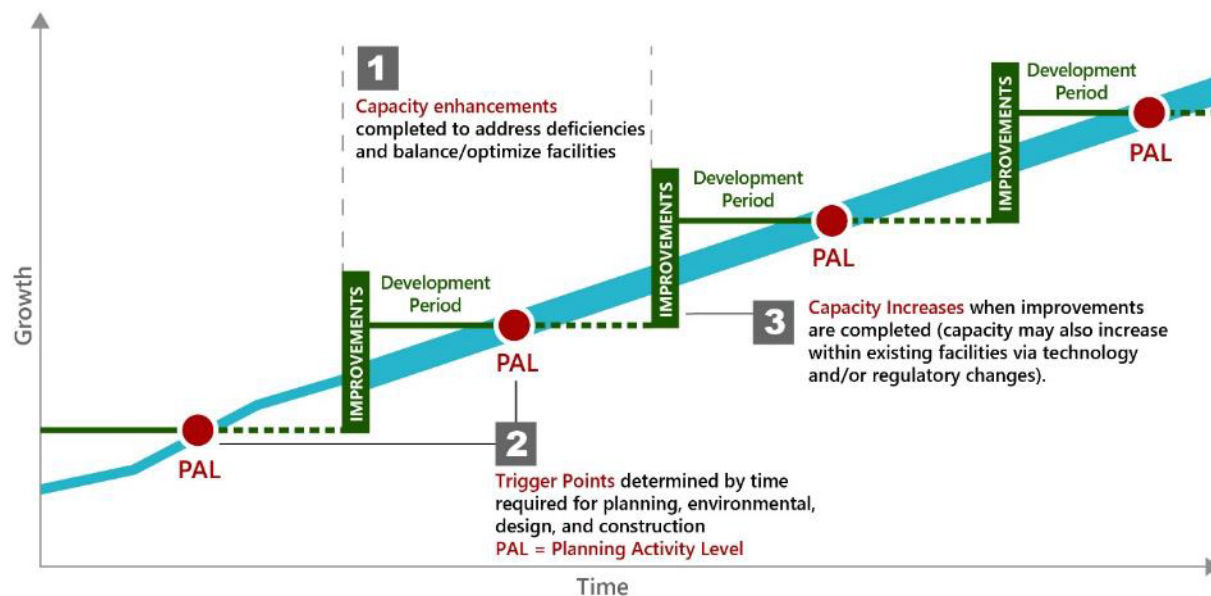 1
Capacity enhancements
completed to address deficiencies
and balance/optimize facilities
Development
Period
PAL
IMPROVEMENTS
Development
Period
PAL
IMPROVEMENTS
Development
Period
PAL
IMPROVEMENTS
PAL
3
Capacity Increases when improvements
are completed (capacity may also increase
within existing facilities via technology
and/or regulatory changes).
2
Trigger Points determined by time
required for planning, environmental,
design, and construction
PAL = Planning Activity Level
Growth
Time